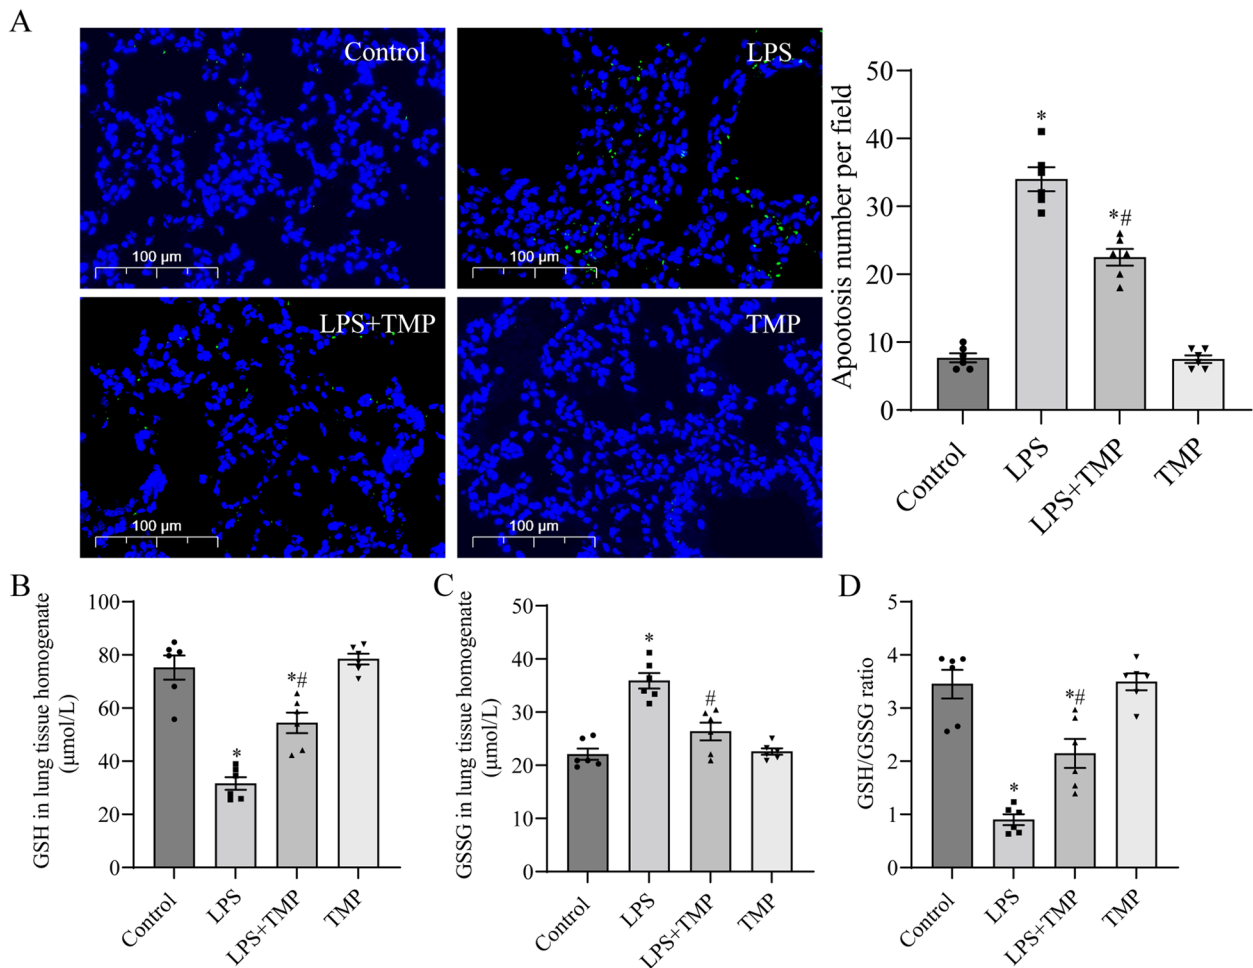 A
Control
100 µm
LPS
100 µm
LPS+TMP
100 µm
TMP
100 µm
Apootosis number per field
50
40
30
20
10
0
*
*#
Control
LPS
LPS+TMP
TMP
B
GSH in lung tissue homogenate
(µmol/L)
100
80
60
40
20
0
*
*#
Control
LPS
LPS+TMP
TMP
C
GSSG in lung tissue homogenate
(µmol/L)
50
40
30
20
10
0
*
#
Control
LPS
LPS+TMP
TMP
D
GSH/GSSG ratio
5
4
3
2
1
0
*
*#
Control
LPS
LPS+TMP
TMP